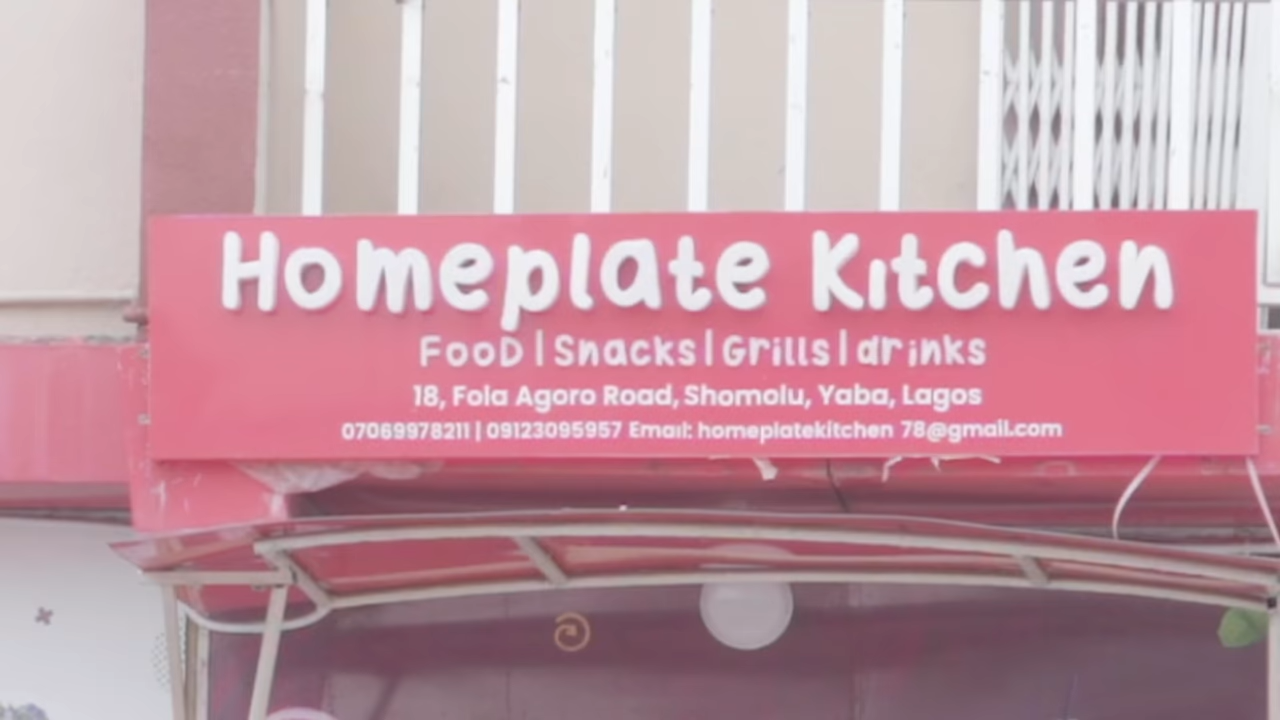 Homeplate Kitchen
FooD | Snacks | Grills | drinks
18, Fola Agoro Road, Shomolu, Yaba, Lagos
07069978211 | 09123095957 Email: homeplatekitchen 78@gmail.com